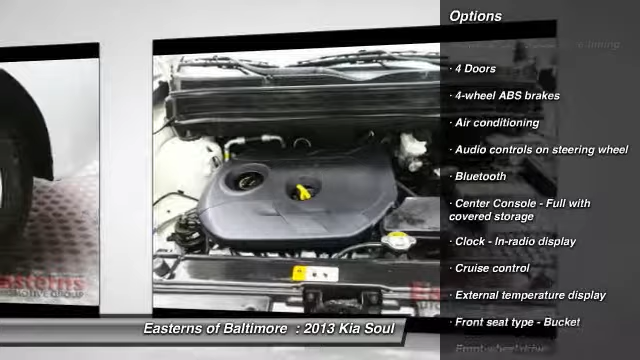 Options
· 4 Doors
· 4-wheel ABS brakes
· Air conditioning
· Audio controls on steering wheel
· Bluetooth
· Center Console - Full with
covered storage
· Clock - In-radio display
· Cruise control
· External temperature display
· Front seat type - Bucket
Easterns of Baltimore : 2013 Kia Soul